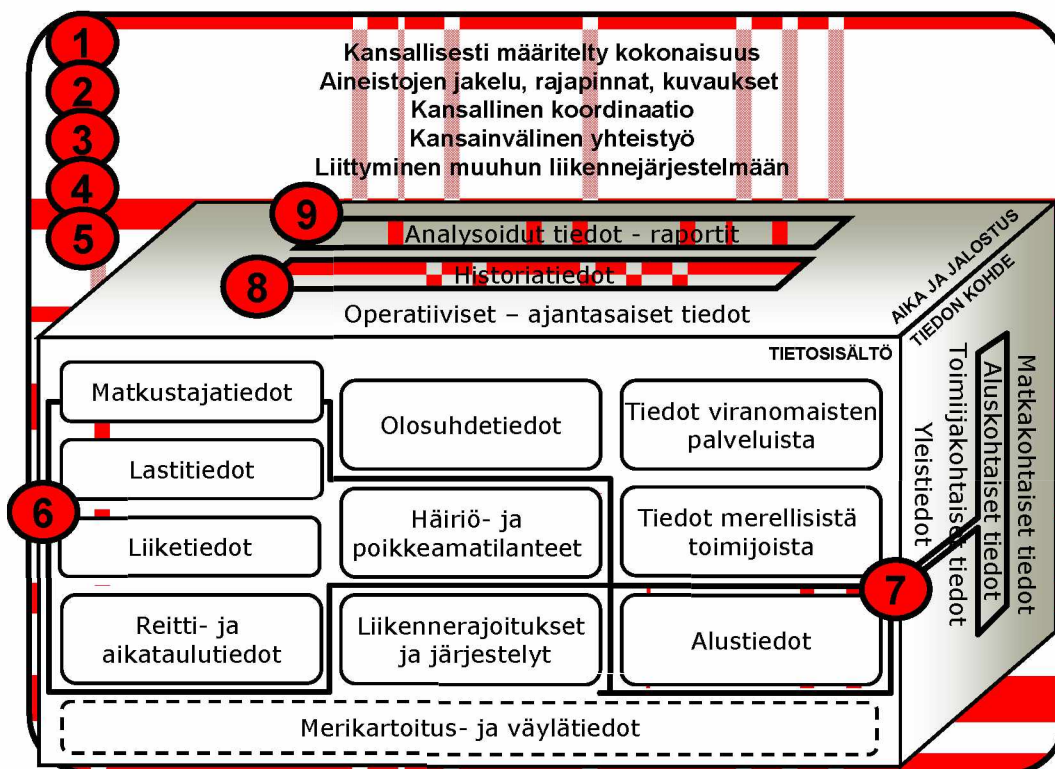 1
2
3
4
5
Kansallisesti määritelty kokonaisuus
Aineistojen jakelu, rajapinnat, kuvaukset
Kansallinen koordinaatio
Kansainvälinen yhteistyö
Liittyminen muuhun liikennejärjestelmään
9
Analysoidut tiedot - raportit
8
Historiatiedot
Operatiiviset – ajantasaiset tiedot
AIKA JA JALOSTUS
TIEDON KOHDE
TIETOSISÄLTÖ
Matkustajatiedot
Lastitiedot
6
Liiketiedot
Reitti- ja
aikataulutiedot
Olosuhdetiedot
Häiriö- ja
poikkeamatilanteet
Liikennerajoitukset
ja järjestelyt
Tiedot viranomaisten
palveluista
Tiedot merellisistä
toimijoista
7
Alustiedot
Merikartoitus- ja väylätiedot
Yleistiedot
Toimiijakohtaiset tiedot
Aluskohtaiset tiedot
Matkakohtaiset tiedot